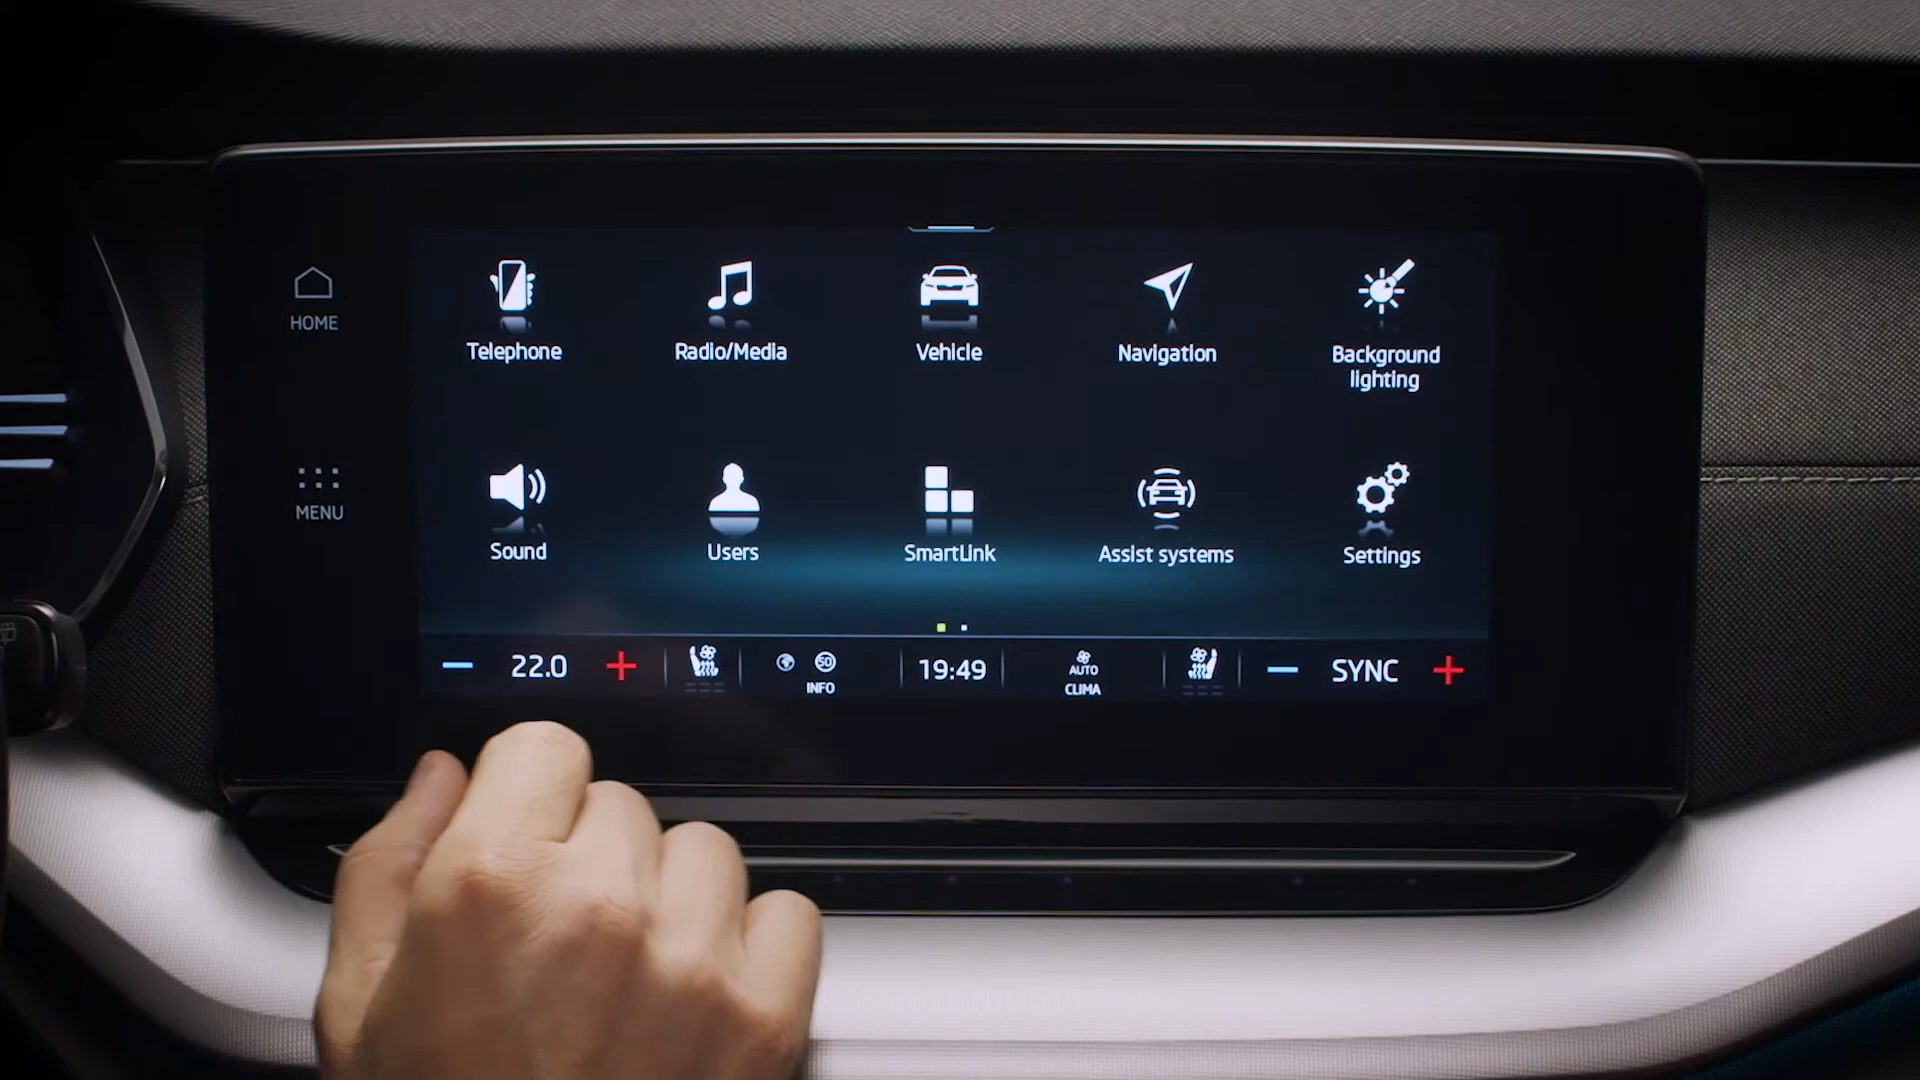 HOME
Telephone
Radio/Media
Vehicle
Navigation
Background
lighting
MENU
Sound
Users
SmartLink
Assist systems
Settings
22.0
50
INFO
19:49
AUTO
CLIMA
SYNC